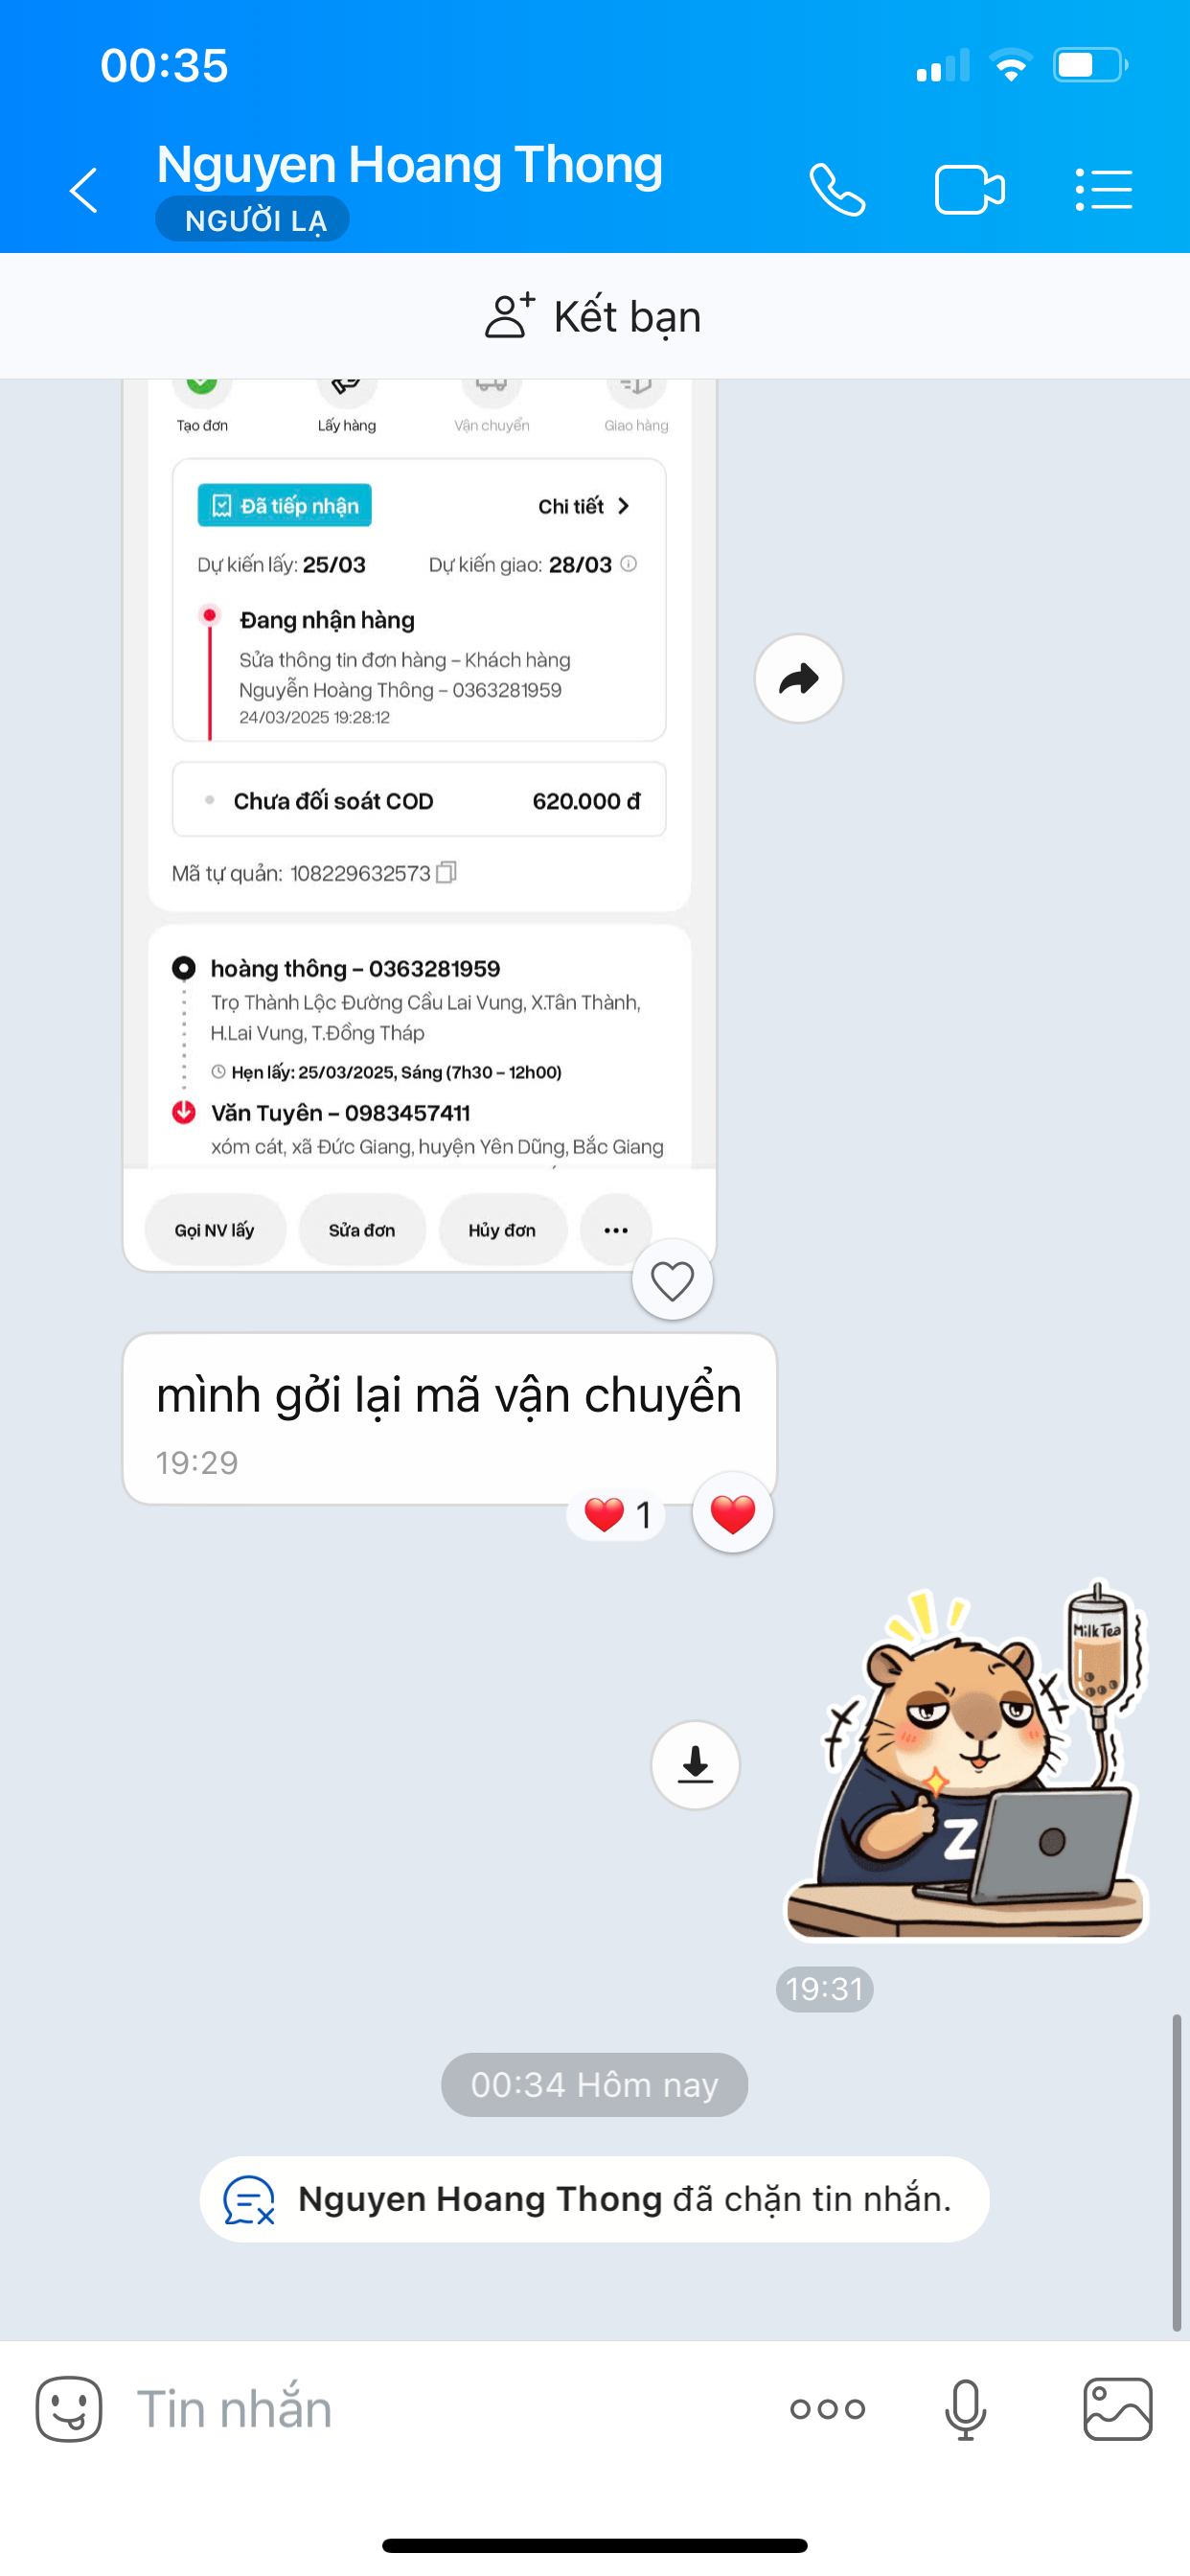 00:35
Nguyen Hoang Thong
NGƯỜI LẠ
Kết bạn
Tạo đơn Lấy hàng Vận chuyển Giao hàng
Đã tiếp nhận Chi tiết
Dự kiến lấy: 25/03 Dự kiến giao: 28/03
Đang nhận hàng
Sửa thông tin đơn hàng – Khách hàng
Nguyễn Hoàng Thông – 0363281959
24/03/2025 19:28:12
Chưa đối soát COD 620.000 đ
Mã tự quản: 108229632573
hoàng thông – 0363281959
Trọ Thành Lộc Đường Cầu Lai Vung, X.Tân Thành,
H.Lai Vung, T.Đồng Tháp
Hẹn lấy: 25/03/2025, Sáng (7h30 – 12h00)
Văn Tuyên – 0983457411
xóm cát, xã Đức Giang, huyện Yên Dũng, Bắc Giang
Gọi NV lấy Sửa đơn Hủy đơn
mình gởi lại mã vận chuyển
19:29
1
Milk Tea
Z
19:31
00:34 Hôm nay
Nguyen Hoang Thong đã chặn tin nhắn.
Tin nhắn